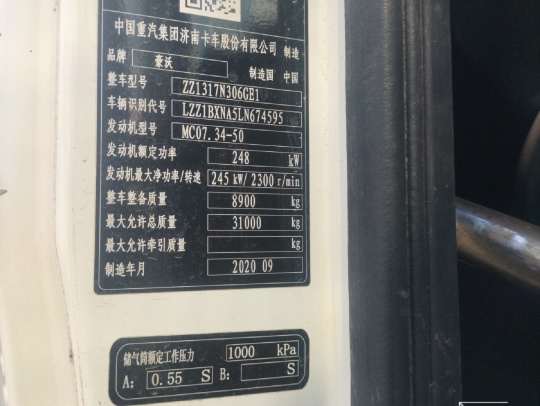 中国重汽集团济南卡车股份有限公司 制造
品牌 豪沃 制造国 中国
整车型号 ZZ1317N306GE1
车辆识别代号 LZZ1BXNA5LN674595
发动机型号 MC07.34-50
发动机额定功率 248 kW
发动机最大净功率/转速 245 kW/ 2300 r/min
整车整备质量 8900 kg
最大允许总质量 31000 kg
最大允许牵引质量 kg
制造年月 2020 09
储气筒额定工作压力 1000 kPa
A: 0.55 S B: S